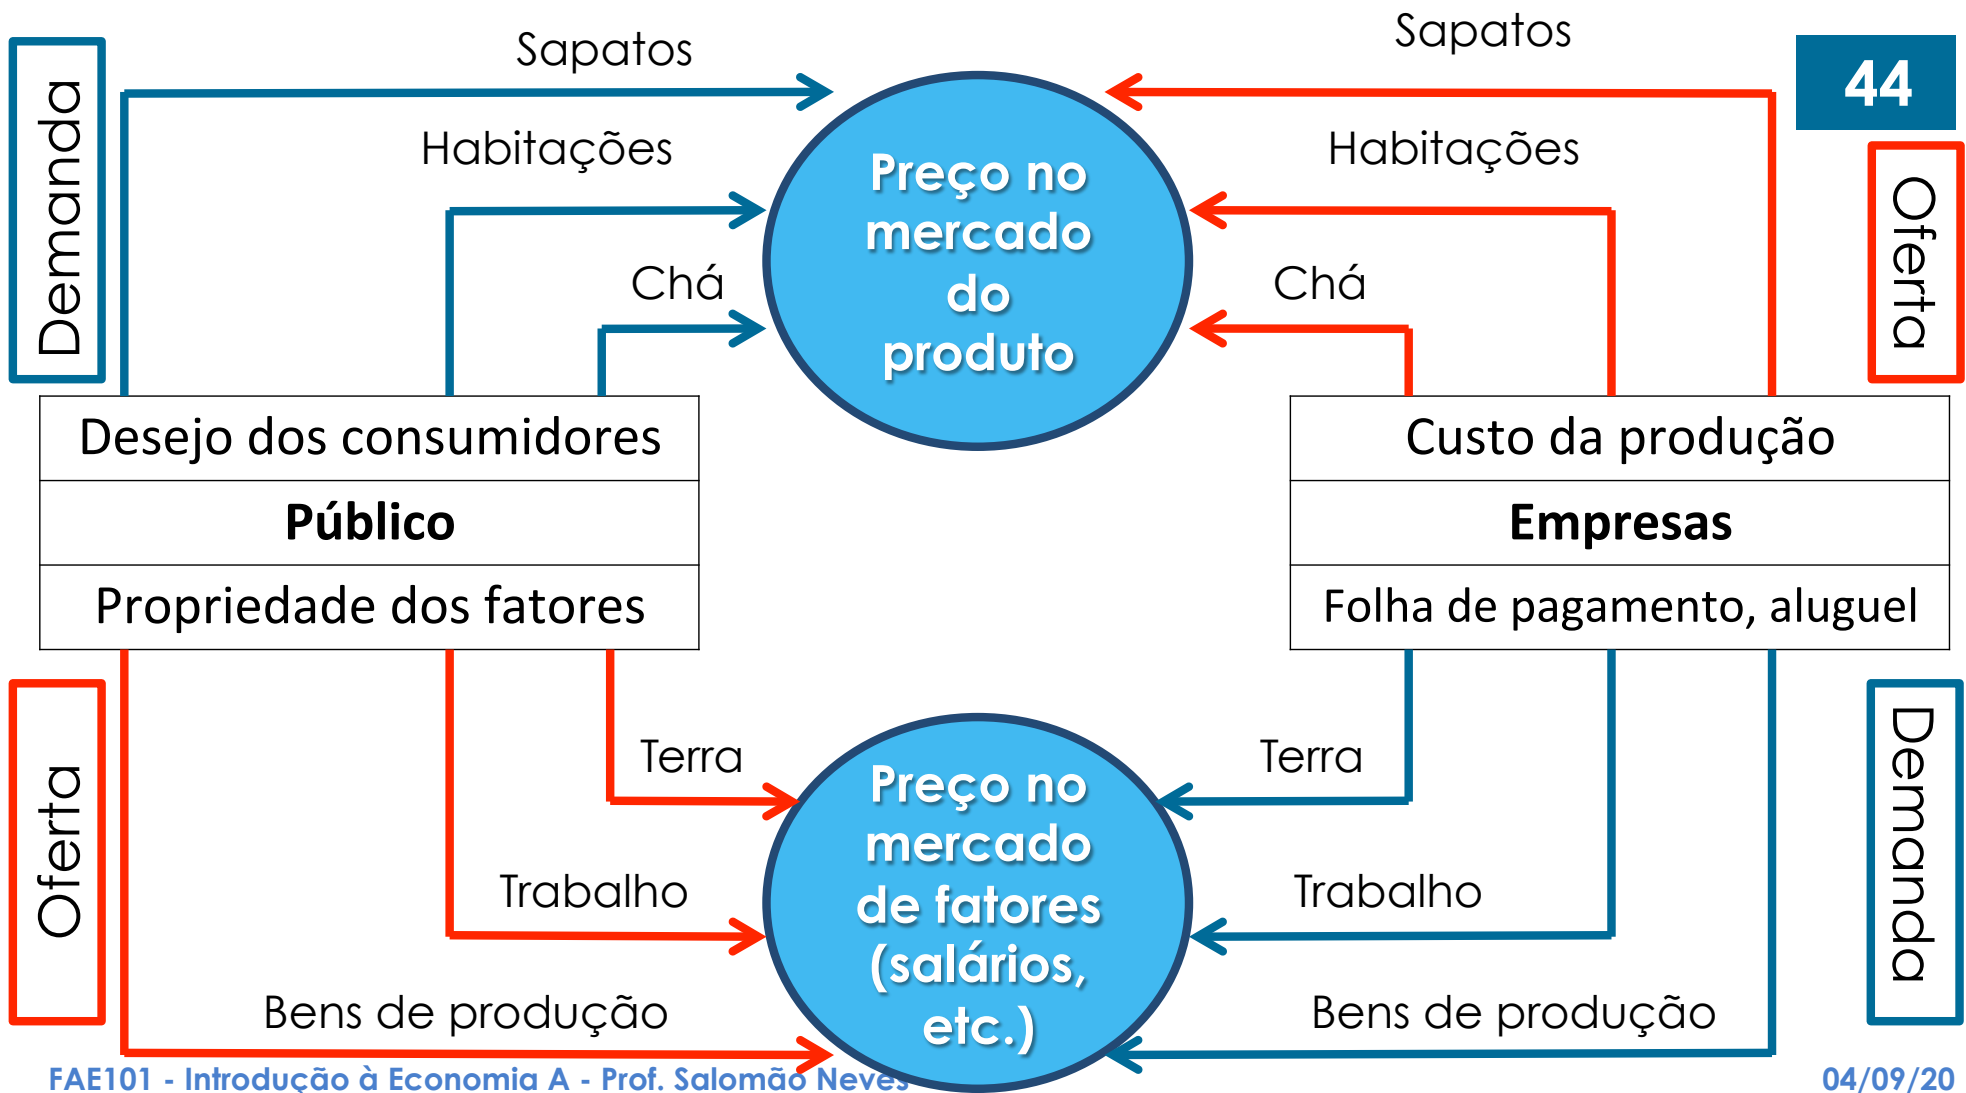 Sapatos
Sapatos
44
Demanda
Habitações
Habitações
Oferta
Chá
Chá
Preço no
mercado
do
produto
Desejo dos consumidores
Público
Propriedade dos fatores
Custo da produção
Empresas
Folha de pagamento, aluguel
Oferta
Terra
Terra
Demanda
Trabalho
Trabalho
Bens de produção
Bens de produção
Preço no
mercado
de fatores
(salários,
etc.)
FAE101 - Introdução à Economia A - Prof. Salomão Neves
04/09/20